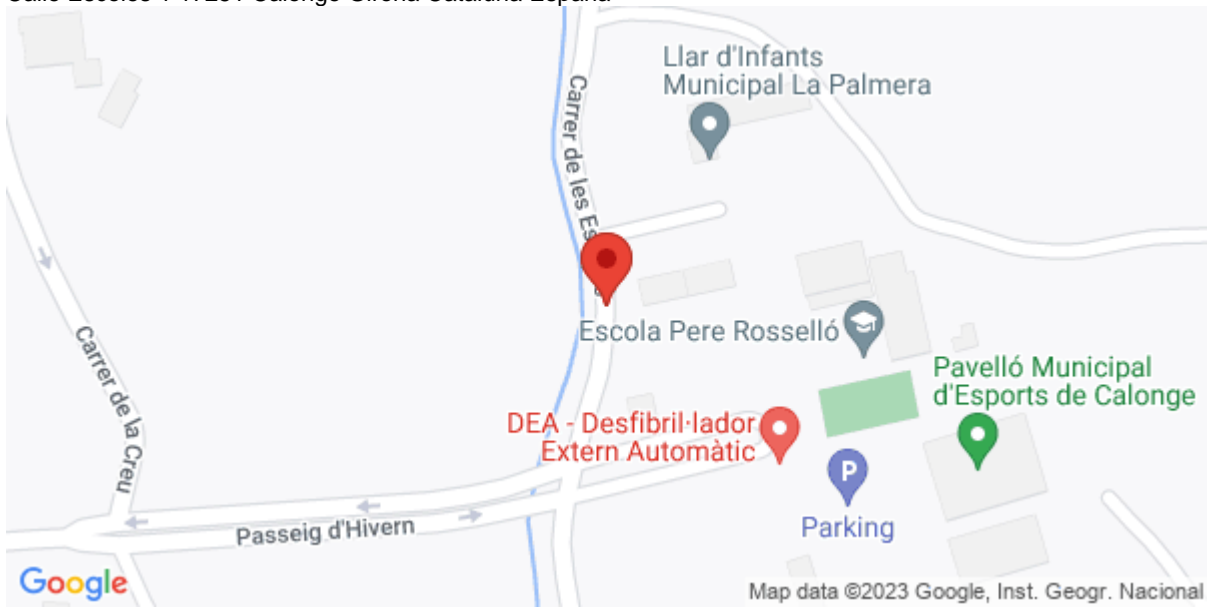 Llar d'Infants
Municipal La Palmera
Carrer de les Es
Escola Pere Rosselló
Pavelló Municipal
d'Esports de Calonge
Carrer de la Creu
DEA - Desfibril·lador
Extern Automàtic
P
Parking
Passeig d'Hivern
Google
Map data ©2023 Google, Inst. Geogr. Nacional